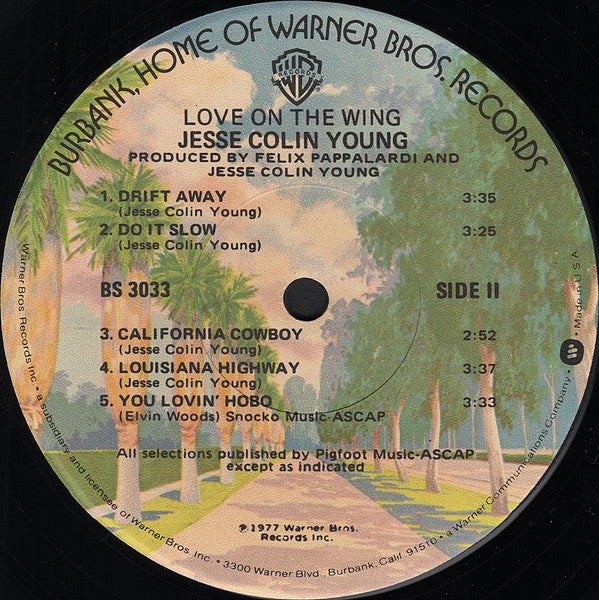 BURBANK, HOME OF WARNER BROS. RECORDS
WB
RECORDS
LOVE ON THE WING
JESSE COLIN YOUNG
PRODUCED BY FELIX PAPPALARDI AND
JESSE COLIN YOUNG
1. DRIFT AWAY 3:35
(Jesse Colin Young)
2. DO IT SLOW 3:25
(Jesse Colin Young)
BS 3033 SIDE II
3. CALIFORNIA COWBOY 2:52
(Jesse Colin Young)
4. LOUISIANA HIGHWAY 3:37
(Jesse Colin Young)
5. YOU LOVIN' HOBO 3:33
(Elvin Woods) Snocko Music-ASCAP
All selections published by Pigfoot Music-ASCAP
except as indicated
℗ 1977 Warner Bros.
Records Inc.
Warner Bros. Records Inc. • a subsidiary and licensee of Warner Bros. Inc. • 3300 Warner Blvd., Burbank, Calif. 91510 • a Warner Communications Company • Made in U.S.A.